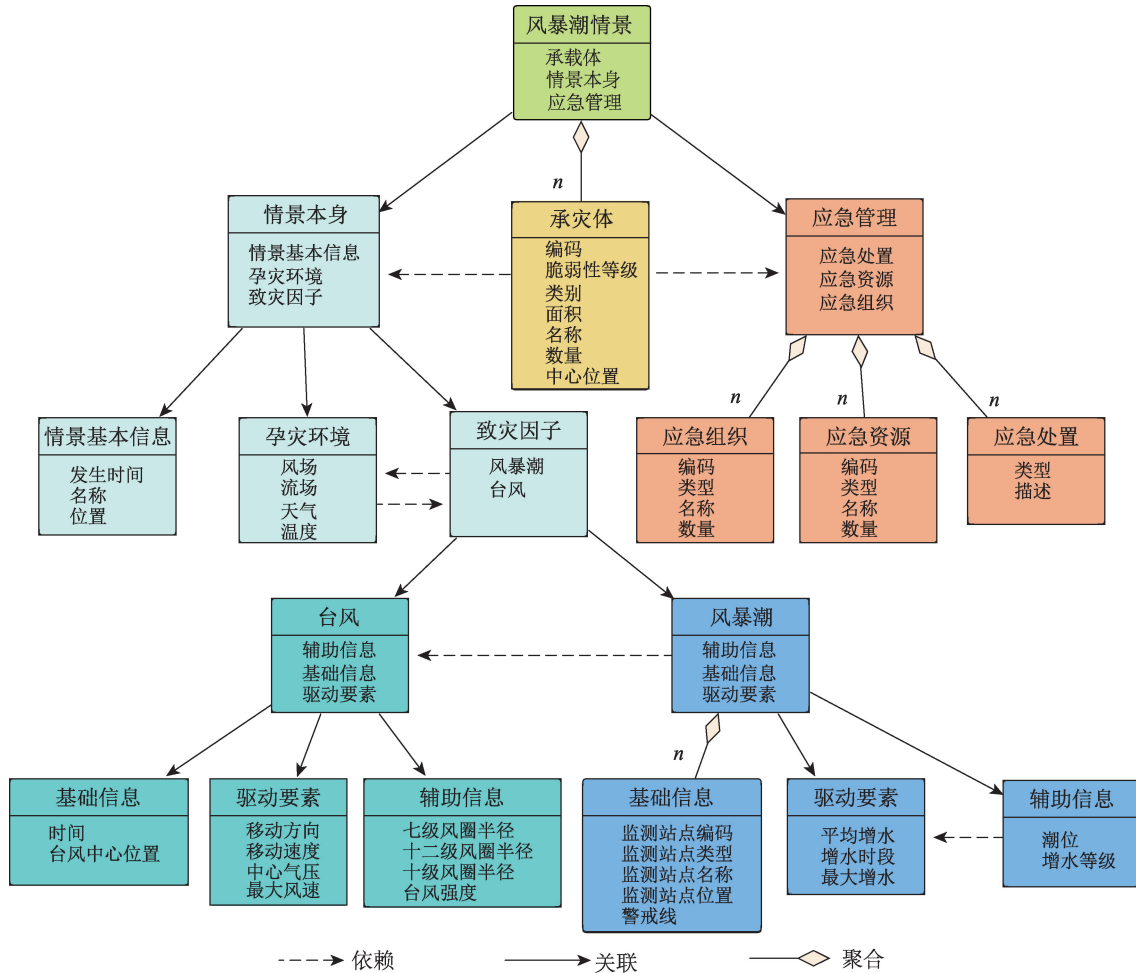 风暴潮情景
承载体
情景本身
应急管理
n
情景本身
情景基本信息
孕灾环境
致灾因子
承灾体
编码
脆弱性等级
类别
面积
名称
数量
中心位置
应急管理
应急处置
应急资源
应急组织
n
n
n
情景基本信息
发生时间
名称
位置
孕灾环境
风场
流场
天气
温度
致灾因子
风暴潮
台风
应急组织
编码
类型
名称
数量
应急资源
编码
类型
名称
数量
应急处置
类型
描述
台风
辅助信息
基础信息
驱动要素
风暴潮
辅助信息
基础信息
驱动要素
n
基础信息
时间
台风中心位置
驱动要素
移动方向
移动速度
中心气压
最大风速
辅助信息
七级风圈半径
十二级风圈半径
十级风圈半径
台风强度
基础信息
监测站点编码
监测站点类型
监测站点名称
监测站点位置
警戒线
驱动要素
平均增水
增水时段
最大增水
辅助信息
潮位
增水等级
依赖
关联
聚合